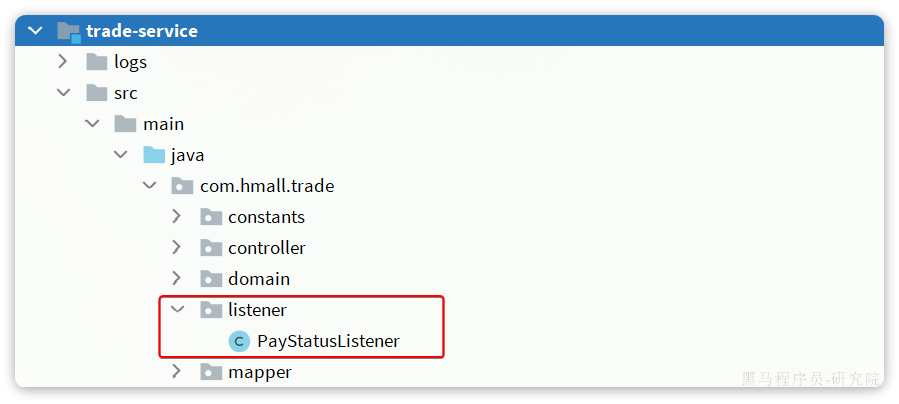 trade-service
logs
src
main
java
com.hmall.trade
constants
controller
domain
listener
C PayStatusListener
mapper
黑马程序员-研究院